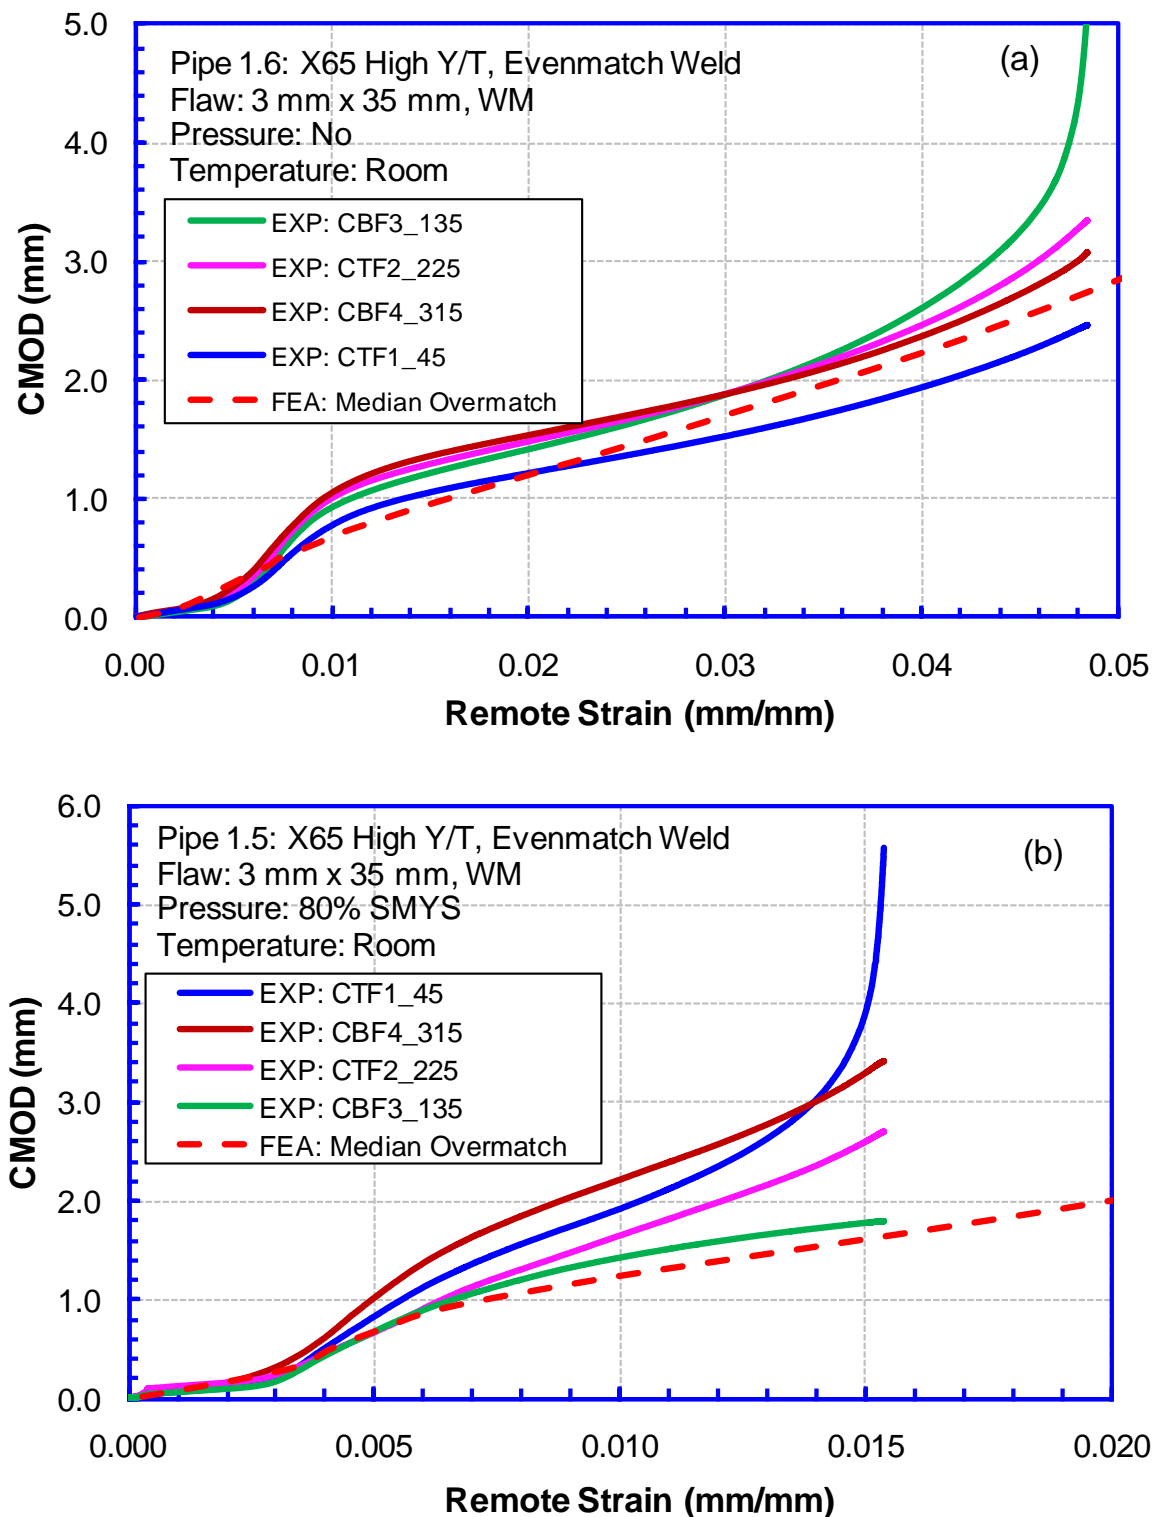 5.0
Pipe 1.6: X65 High Y/T, Evenmatch Weld
(a)
Flaw: 3 mm x 35 mm, WM
Pressure: No
4.0
Temperature: Room
EXP: CBF3_135
3.0
EXP: CTF2_225
EXP: CBF4_315
2.0
EXP: CTF1_45
FEA: Median Overmatch
1.0
0.0
CMOD (mm)
0.00 0.01 0.02 0.03 0.04 0.05
Remote Strain (mm/mm)
6.0
Pipe 1.5: X65 High Y/T, Evenmatch Weld
(b)
Flaw: 3 mm x 35 mm, WM
5.0
Pressure: 80% SMYS
Temperature: Room
EXP: CTF1_45
4.0
EXP: CBF4_315
EXP: CTF2_225
3.0
EXP: CBF3_135
FEA: Median Overmatch
2.0
1.0
0.0
CMOD (mm)
0.000 0.005 0.010 0.015 0.020
Remote Strain (mm/mm)